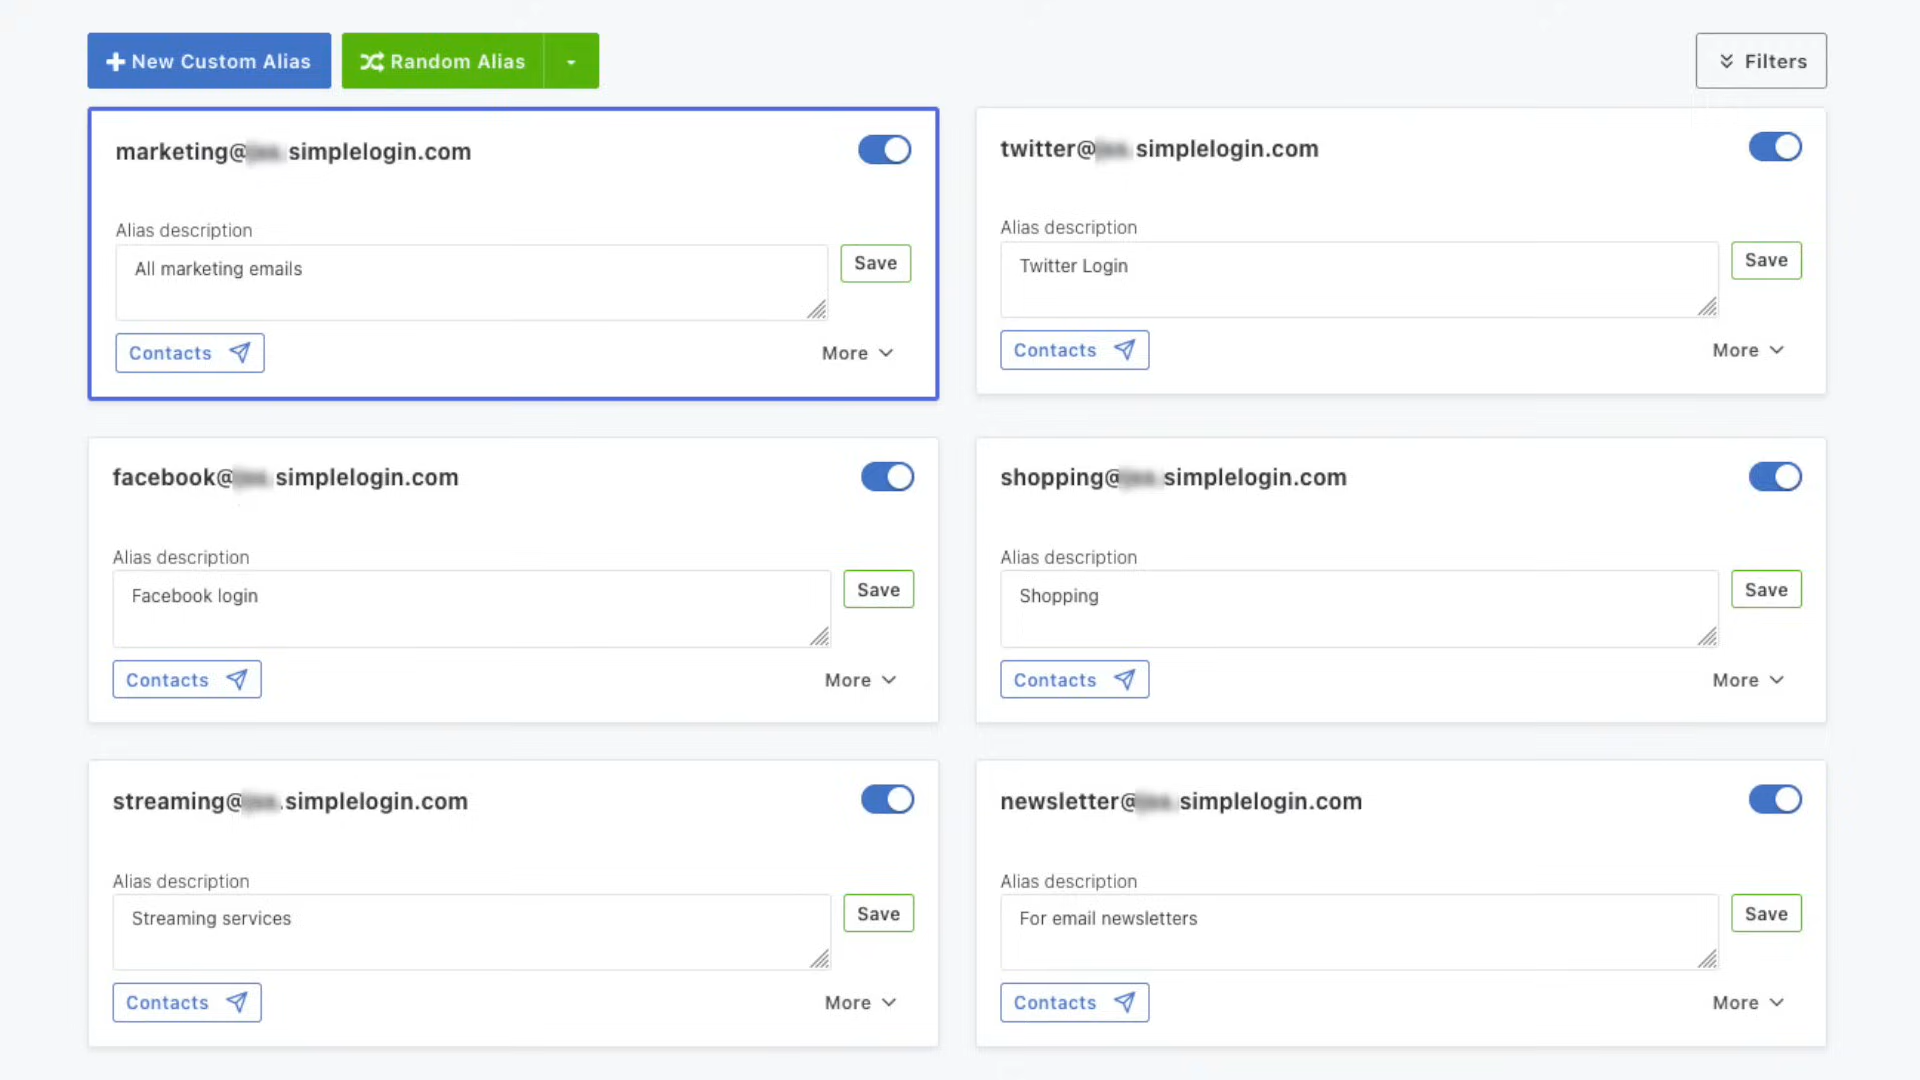 New Custom Alias
Random Alias
Filters
marketing@ simplelogin.com
Alias description
All marketing emails
Save
Contacts
More
twitter@ simplelogin.com
Alias description
Twitter Login
Save
Contacts
More
facebook@ simplelogin.com
Alias description
Facebook login
Save
Contacts
More
shopping@ simplelogin.com
Alias description
Shopping
Save
Contacts
More
streaming@ .simplelogin.com
Alias description
Streaming services
Save
Contacts
More
newsletter@ simplelogin.com
Alias description
For email newsletters
Save
Contacts
More